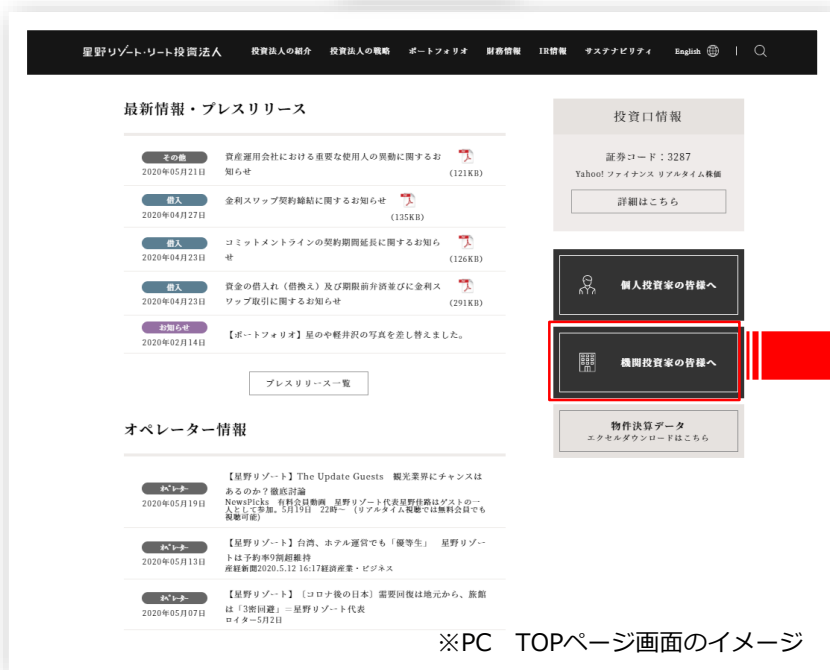 星野リゾート・リート投資法人 投資法人の紹介 投資法人の戦略 ポートフォリオ 財務情報 IR情報 サステナビリティ English
最新情報・プレスリリース
その他
2020年05月21日
資産運用会社における重要な使用人の異動に関するお
知らせ
(121KB)
借入
2020年04月27日
金利スワップ契約締結に関するお知らせ
(135KB)
借入
2020年04月23日
コミットメントラインの契約期間延長に関するお知ら
せ
(126KB)
借入
2020年04月23日
資金の借入れ（借換え）及び期限前弁済並びに金利ス
ワップ取引に関するお知らせ
(291KB)
お知らせ
2020年02月14日
【ポートフォリオ】星のや軽井沢の写真を差し替えました。
プレスリリース一覧
オペレーター情報
ｵﾍﾟﾚｰﾀｰ
2020年05月19日
【星野リゾート】The Update Guests　観光業界にチャンスは
あるのか？徹底討論
NewsPicks　有料会員動画　星野リゾート代表星野佳路はゲストの一
人として参加。5月19日　22時～　(リアルタイム視聴では無料会員でも
視聴可能)
ｵﾍﾟﾚｰﾀｰ
2020年05月13日
【星野リゾート】台湾、ホテル運営でも「優等生」　星野リゾー
トは予約率9割超維持
産経新聞2020.5.12 16:17経済産業・ビジネス
ｵﾍﾟﾚｰﾀｰ
2020年05月07日
【星野リゾート】〔コロナ後の日本〕需要回復は地元から、旅館
は「3密回避」＝星野リゾート代表
ロイター5月2日
投資口情報
証券コード：3287
Yahoo! ファイナンス リアルタイム株価
詳細はこちら
個人投資家の皆様へ
機関投資家の皆様へ
物件決算データ
エクセルダウンロードはこちら
※PC　TOPページ画面のイメージ